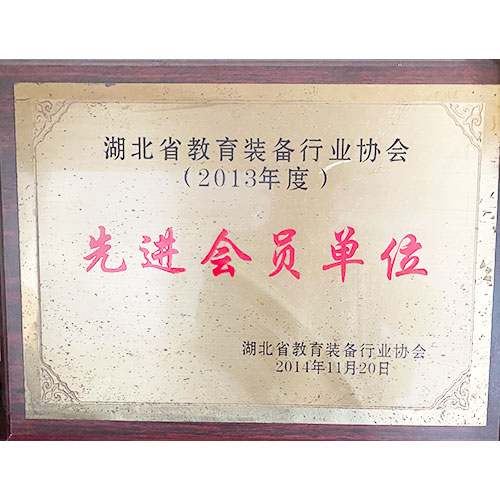 湖北省教育装备行业协会
（2013年度）
先进会员单位
湖北省教育装备行业协会
2014年11月20日